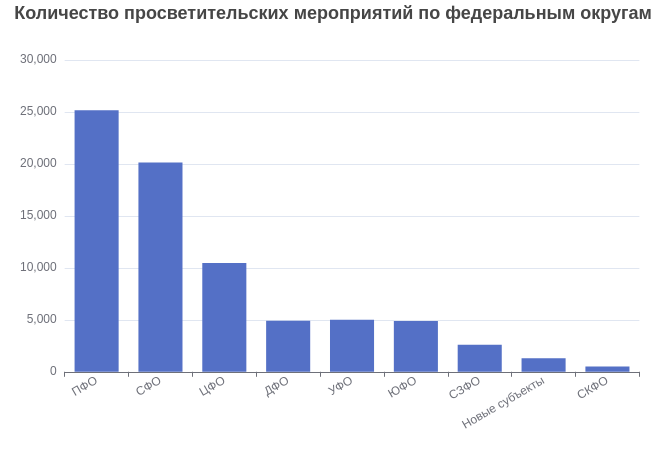 Количество просветительских мероприятий по федеральным округам
30,000
25,000
20,000
15,000
10,000
5,000
0
ПФО
СФО
ЦФО
ДФО
УФО
ЮФО
СЗФО
Новые субъекты
СКФО